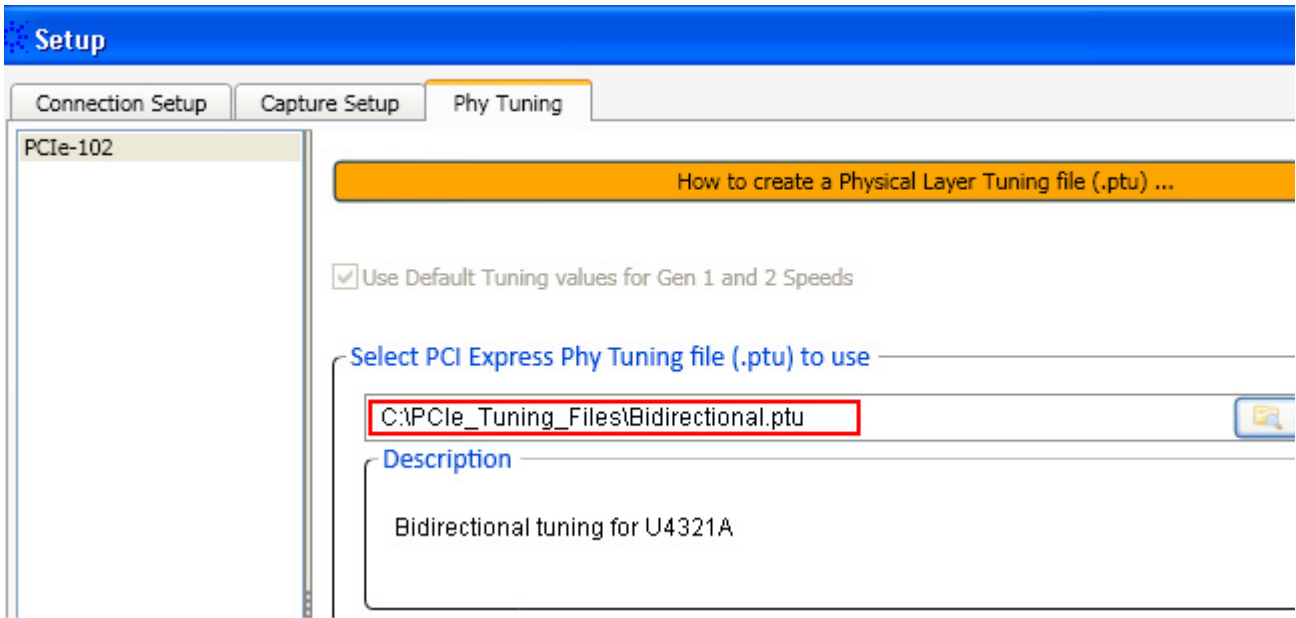 Setup
Connection Setup Capture Setup Phy Tuning
PCIe-102
How to create a Physical Layer Tuning file (.ptu) ...
Use Default Tuning values for Gen 1 and 2 Speeds
Select PCI Express Phy Tuning file (.ptu) to use
C:\PCIe_Tuning_Files\Bidirectional.ptu
Description
Bidirectional tuning for U4321A